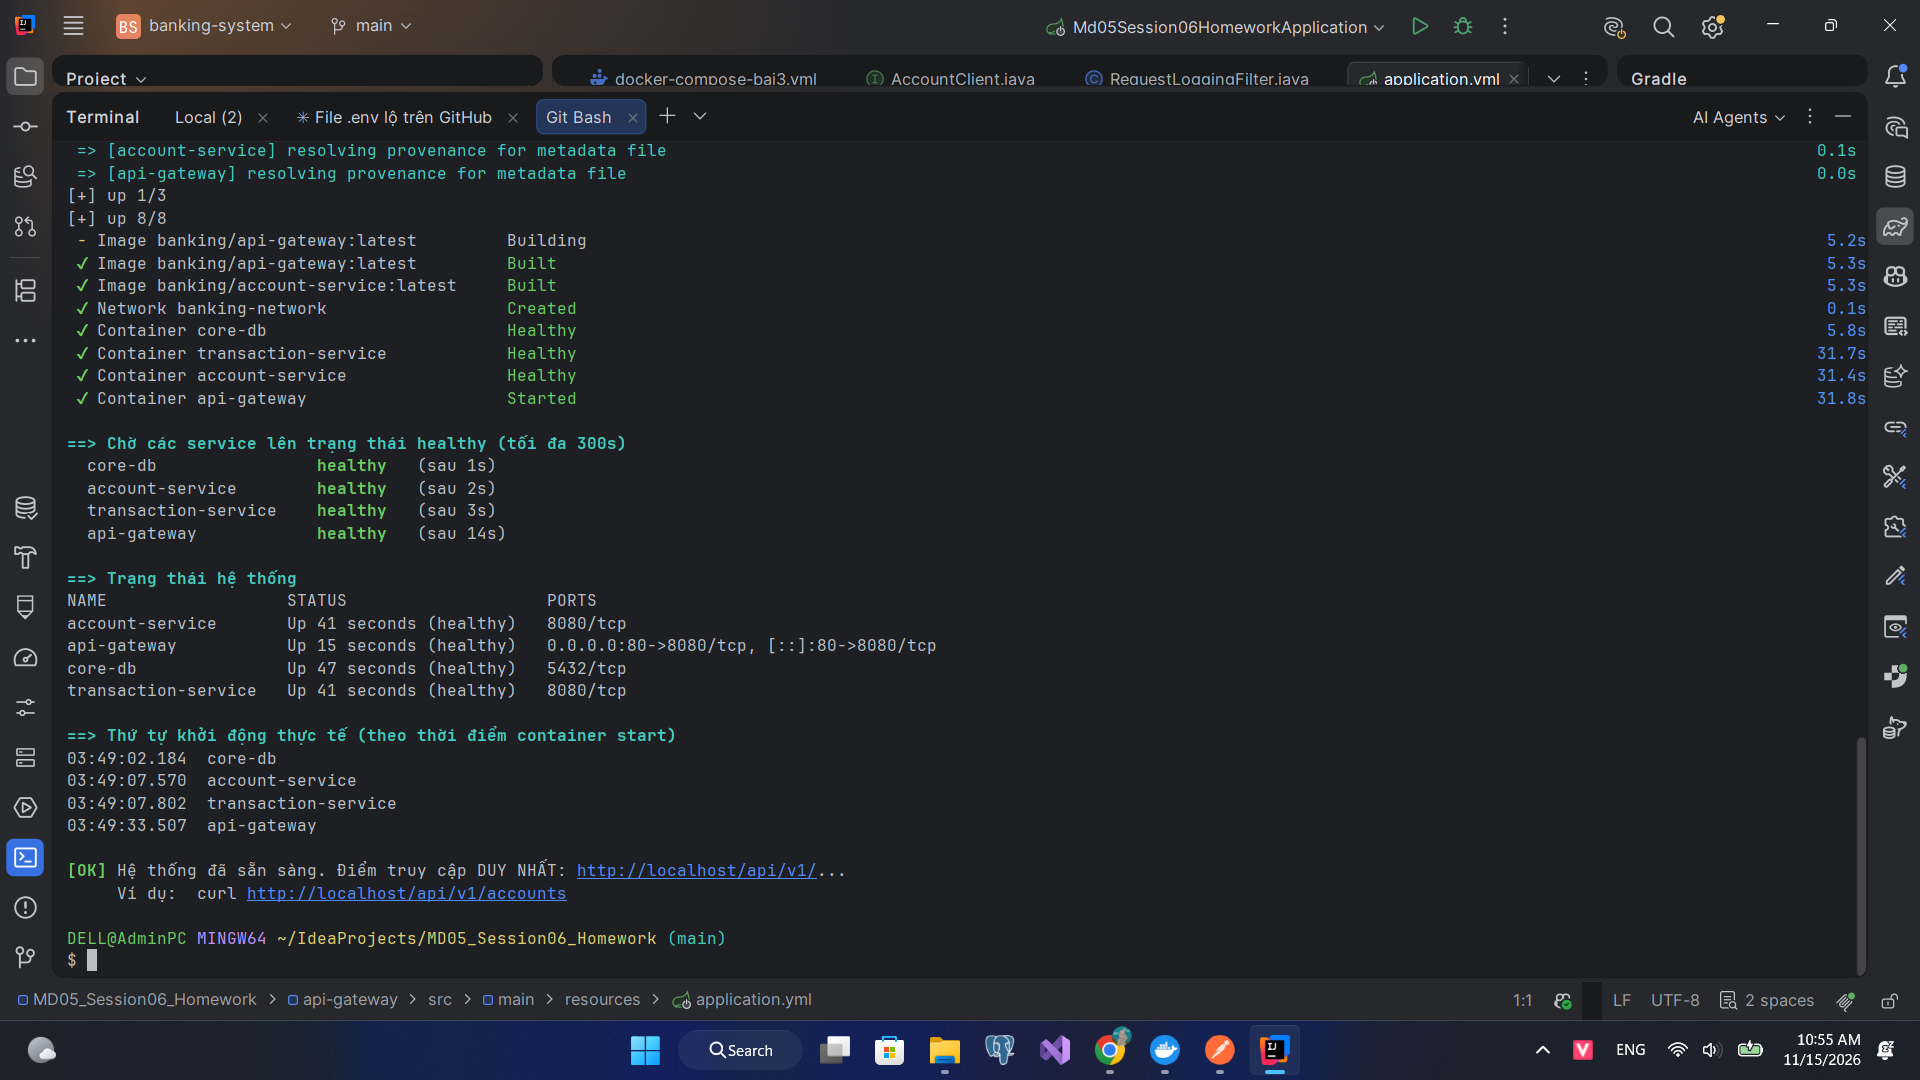 BS banking-system main Md05Session06HomeworkApplication
Project docker-compose-bai3.yml AccountClient.java RequestLoggingFilter.java application.yml Gradle
Terminal Local (2) File .env lộ trên GitHub Git Bash AI Agents
=> [account-service] resolving provenance for metadata file 0.1s
=> [api-gateway] resolving provenance for metadata file 0.0s
[+] up 1/3
[+] up 8/8
- Image banking/api-gateway:latest Building 5.2s
✓ Image banking/api-gateway:latest Built 5.3s
✓ Image banking/account-service:latest Built 5.3s
✓ Network banking-network Created 0.1s
✓ Container core-db Healthy 5.8s
✓ Container transaction-service Healthy 31.7s
✓ Container account-service Healthy 31.4s
✓ Container api-gateway Started 31.8s
==> Chờ các service lên trạng thái healthy (tối đa 300s)
core-db healthy (sau 1s)
account-service healthy (sau 2s)
transaction-service healthy (sau 3s)
api-gateway healthy (sau 14s)
==> Trạng thái hệ thống
NAME STATUS PORTS
account-service Up 41 seconds (healthy) 8080/tcp
api-gateway Up 15 seconds (healthy) 0.0.0.0:80->8080/tcp, [::]:80->8080/tcp
core-db Up 47 seconds (healthy) 5432/tcp
transaction-service Up 41 seconds (healthy) 8080/tcp
==> Thứ tự khởi động thực tế (theo thời điểm container start)
03:49:02.184 core-db
03:49:07.570 account-service
03:49:07.802 transaction-service
03:49:33.507 api-gateway
[OK] Hệ thống đã sẵn sàng. Điểm truy cập DUY NHẤT: http://localhost/api/v1/...
Ví dụ: curl http://localhost/api/v1/accounts
DELL@AdminPC MINGW64 ~/IdeaProjects/MD05_Session06_Homework (main)
$
MD05_Session06_Homework > api-gateway > src > main > resources > application.yml 1:1 LF UTF-8 2 spaces
Search ENG 10:55 AM
11/15/2026